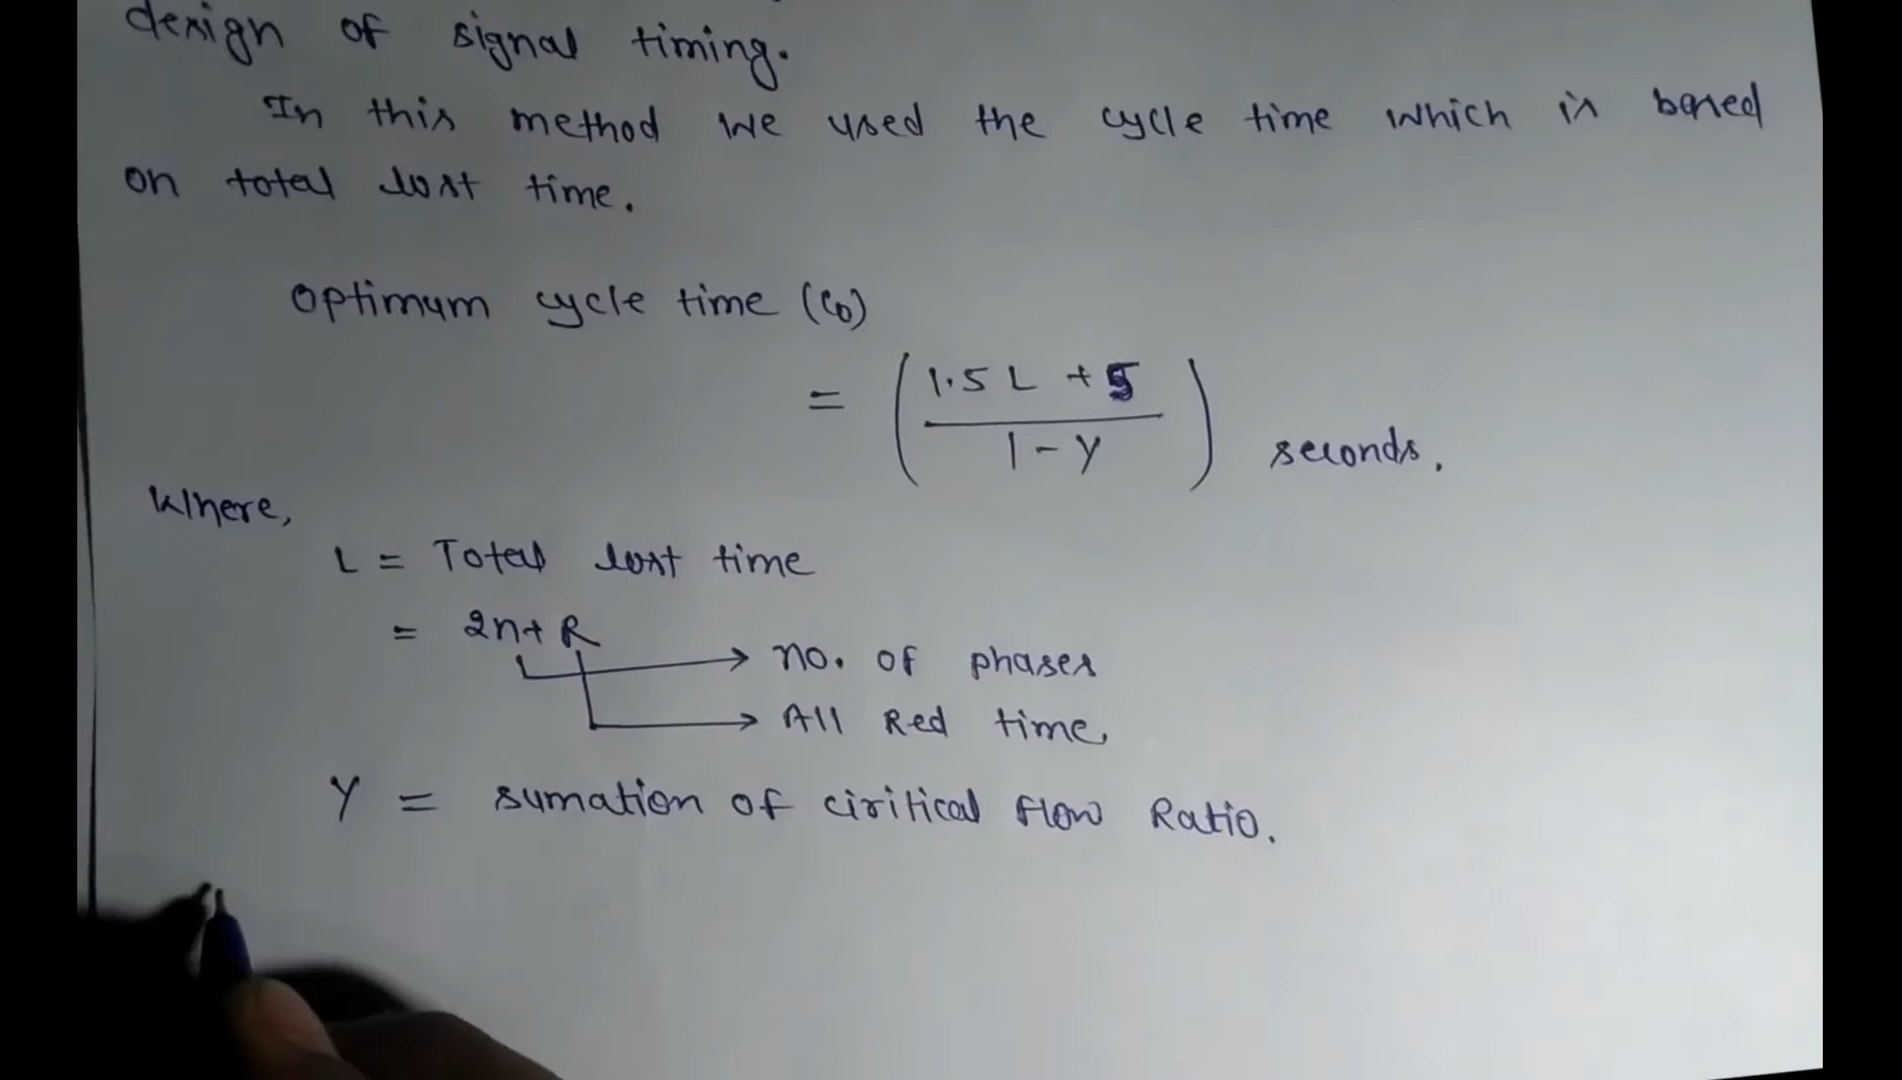 design of signal timing.
In this method we used the cycle time which is based
on total lost time.
Optimum cycle time (Co)
= (1.5 L + 5 / 1 - Y) seconds.
Where,
L = Total lost time
= 2n + R
→ no. of phases
→ All Red time
Y = sumation of ciritical flow Ratio.